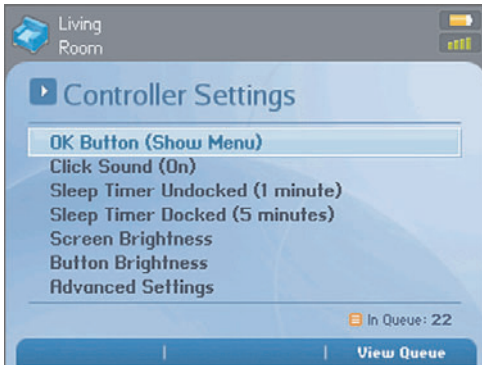 Living
Room
Controller Settings
OK Button (Show Menu)
Click Sound (On)
Sleep Timer Undocked (1 minute)
Sleep Timer Docked (5 minutes)
Screen Brightness
Button Brightness
Advanced Settings
In Queue: 22
View Queue